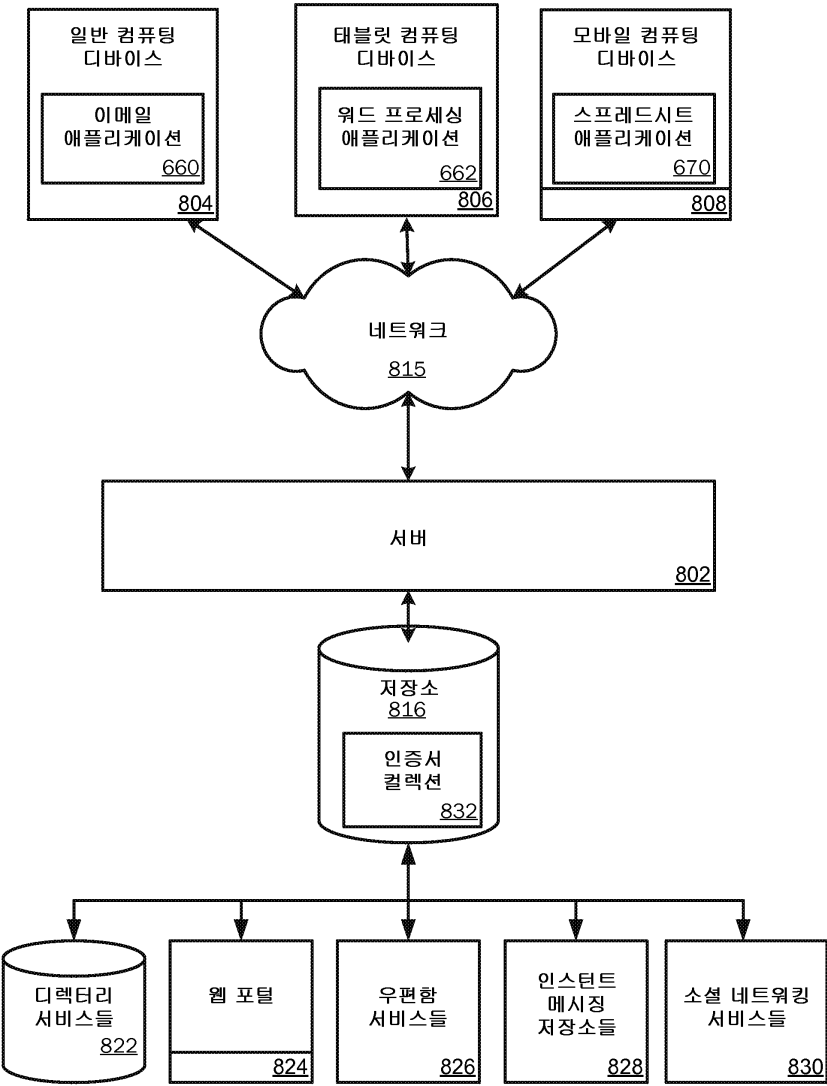 일반 컴퓨팅
디바이스
이메일
애플리케이션
660
804
태블릿 컴퓨팅
디바이스
워드 프로세싱
애플리케이션
662
806
모바일 컴퓨팅
디바이스
스프레드시트
애플리케이션
670
808
네트워크
815
서버
802
저장소
816
인증서
컬렉션
832
디렉터리
서비스들
822
웹 포털
824
우편함
서비스들
826
인스턴트
메시징
저장소들
828
소셜 네트워킹
서비스들
830